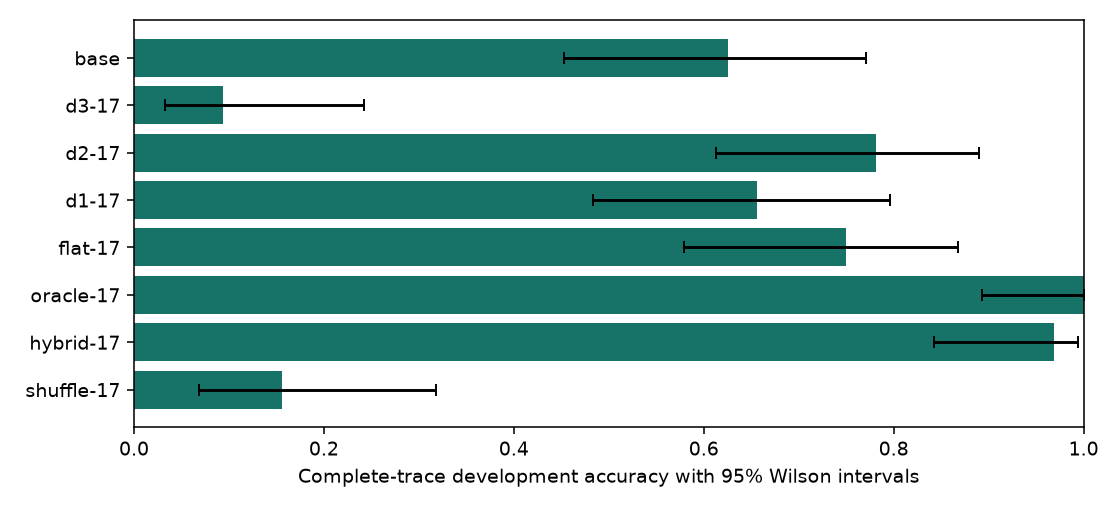 base
d3-17
d2-17
d1-17
flat-17
oracle-17
hybrid-17
shuffle-17
0.0 0.2 0.4 0.6 0.8 1.0
Complete-trace development accuracy with 95% Wilson intervals